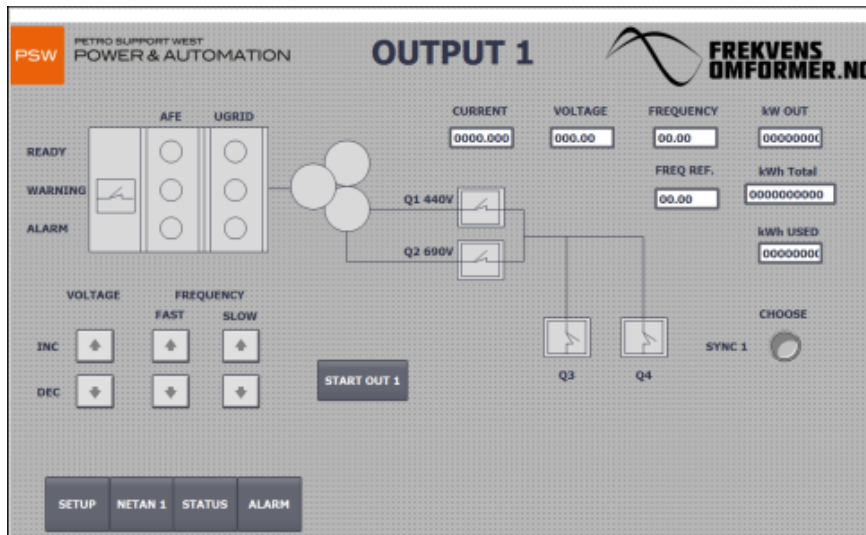 PSW
PETRO SUPPORT WEST
POWER & AUTOMATION
OUTPUT 1
FREKVENS
OMFORMER.NO
AFE UGRID
CURRENT VOLTAGE FREQUENCY kW OUT
0000.000 000.00 00.00 0000000
READY
WARNING
ALARM
FREQ REF. kWh Total
00.00 0000000000
Q1 440V
kWh USED
Q2 690V
0000000
VOLTAGE FREQUENCY
FAST SLOW
CHOOSE
INC
SYNC 1
Q3 Q4
START OUT 1
DEC
SETUP NETAN 1 STATUS ALARM